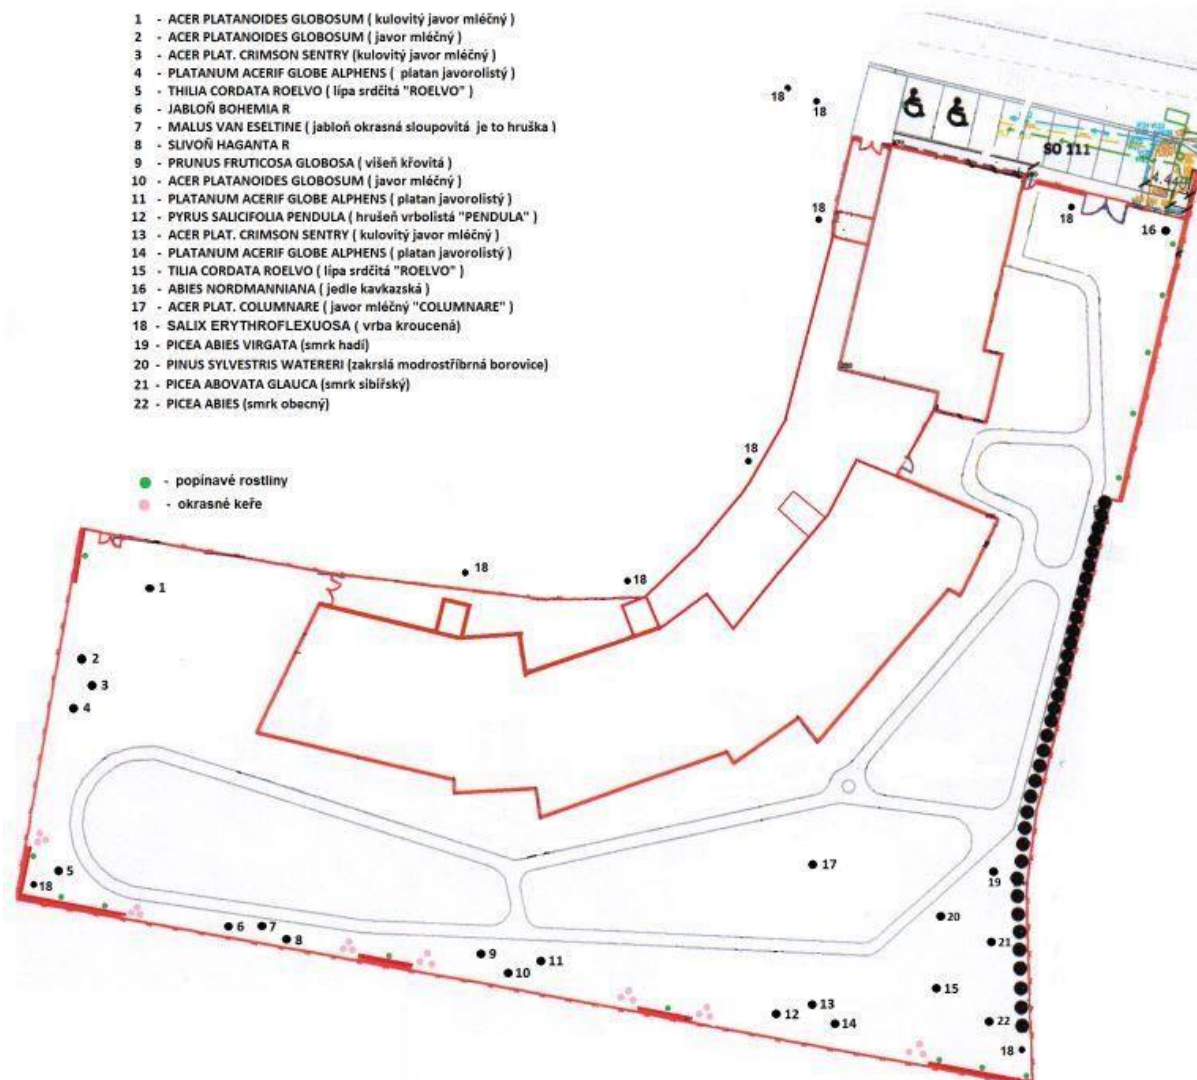 1 - ACER PLATANOIDES GLOBOSUM ( kulovitý javor mléčný )
2 - ACER PLATANOIDES GLOBOSUM ( javor mléčný )
3 - ACER PLAT. CRIMSON SENTRY (kulovitý javor mléčný )
4 - PLATANUM ACERIF GLOBE ALPHENS ( platan javorolistý )
5 - THILIA CORDATA ROELVO ( lípa srdčitá "ROELVO" )
6 - JABLOŇ BOHEMIA R
7 - MALUS VAN ESELTINE ( jabloň okrasná sloupovitá je to hruška )
8 - SLIVOŇ HAGANTA R
9 - PRUNUS FRUTICOSA GLOBOSA ( višeň křovitá )
10 - ACER PLATANOIDES GLOBOSUM ( javor mléčný )
11 - PLATANUM ACERIF GLOBE ALPHENS ( platan javorolistý )
12 - PYRUS SALICIFOLIA PENDULA ( hrušeň vrbolistá "PENDULA" )
13 - ACER PLAT. CRIMSON SENTRY ( kulovitý javor mléčný )
14 - PLATANUM ACERIF GLOBE ALPHENS ( platan javorolistý )
15 - TILIA CORDATA ROELVO ( lípa srdčitá "ROELVO" )
16 - ABIES NORDMANNIANA ( jedle kavkazská )
17 - ACER PLAT. COLUMNARE ( javor mléčný "COLUMNARE" )
18 - SALIX ERYTHROFLEXUOSA ( vrba kroucená)
19 - PICEA ABIES VIRGATA (smrk hadí)
20 - PINUS SYLVESTRIS WATERERI (zakrslá modrostříbrná borovice)
21 - PICEA ABOVATA GLAUCA (smrk sibiřský)
22 - PICEA ABIES (smrk obecný)
- popínavé rostliny
- okrasné keře
18
18
SO 111
18
18
16
18
18
18
1
2
3
4
5
18
6
7
8
9
10
11
12
13
14
15
17
19
20
21
22
18